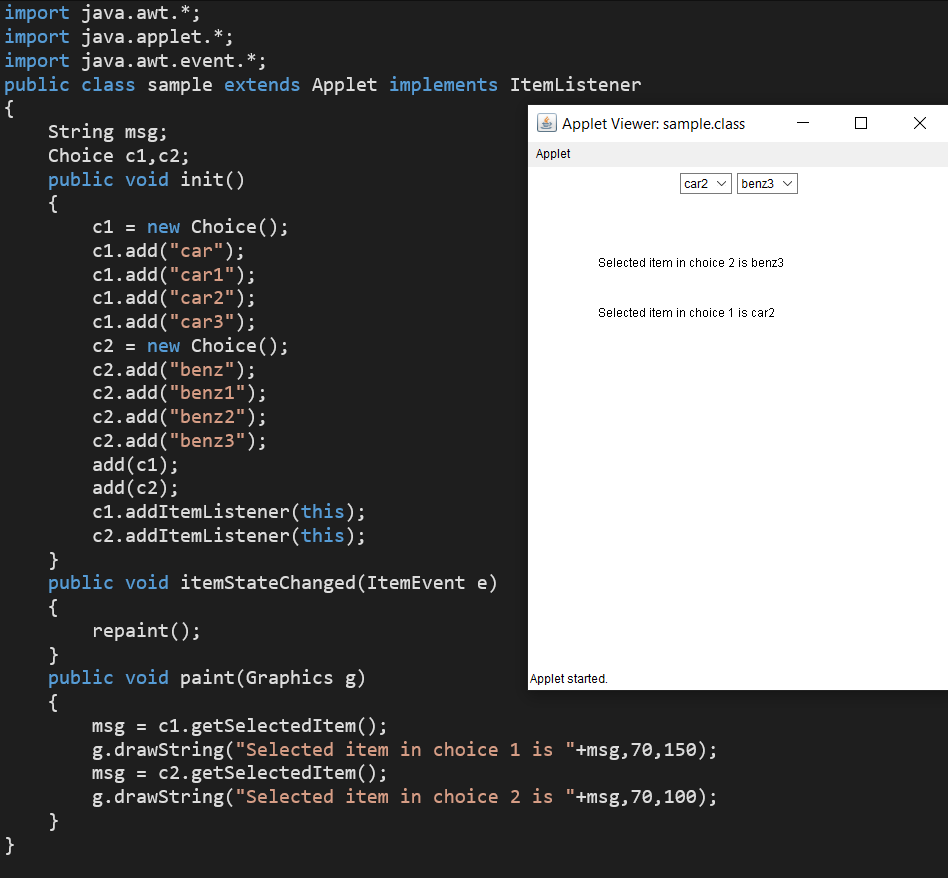 import java.awt.*;
import java.applet.*;
import java.awt.event.*;
public class sample extends Applet implements ItemListener
{
    String msg;
    Choice c1,c2;
    public void init()
    {
        c1 = new Choice();
        c1.add("car");
        c1.add("car1");
        c1.add("car2");
        c1.add("car3");
        c2 = new Choice();
        c2.add("benz");
        c2.add("benz1");
        c2.add("benz2");
        c2.add("benz3");
        add(c1);
        add(c2);
        c1.addItemListener(this);
        c2.addItemListener(this);
    }
    public void itemStateChanged(ItemEvent e)
    {
        repaint();
    }
    public void paint(Graphics g)
    {
        msg = c1.getSelectedItem();
        g.drawString("Selected item in choice 1 is "+msg,70,150);
        msg = c2.getSelectedItem();
        g.drawString("Selected item in choice 2 is "+msg,70,100);
    }
}
Applet Viewer: sample.class
Applet
car2 benz3
Selected item in choice 2 is benz3
Selected item in choice 1 is car2
Applet started.